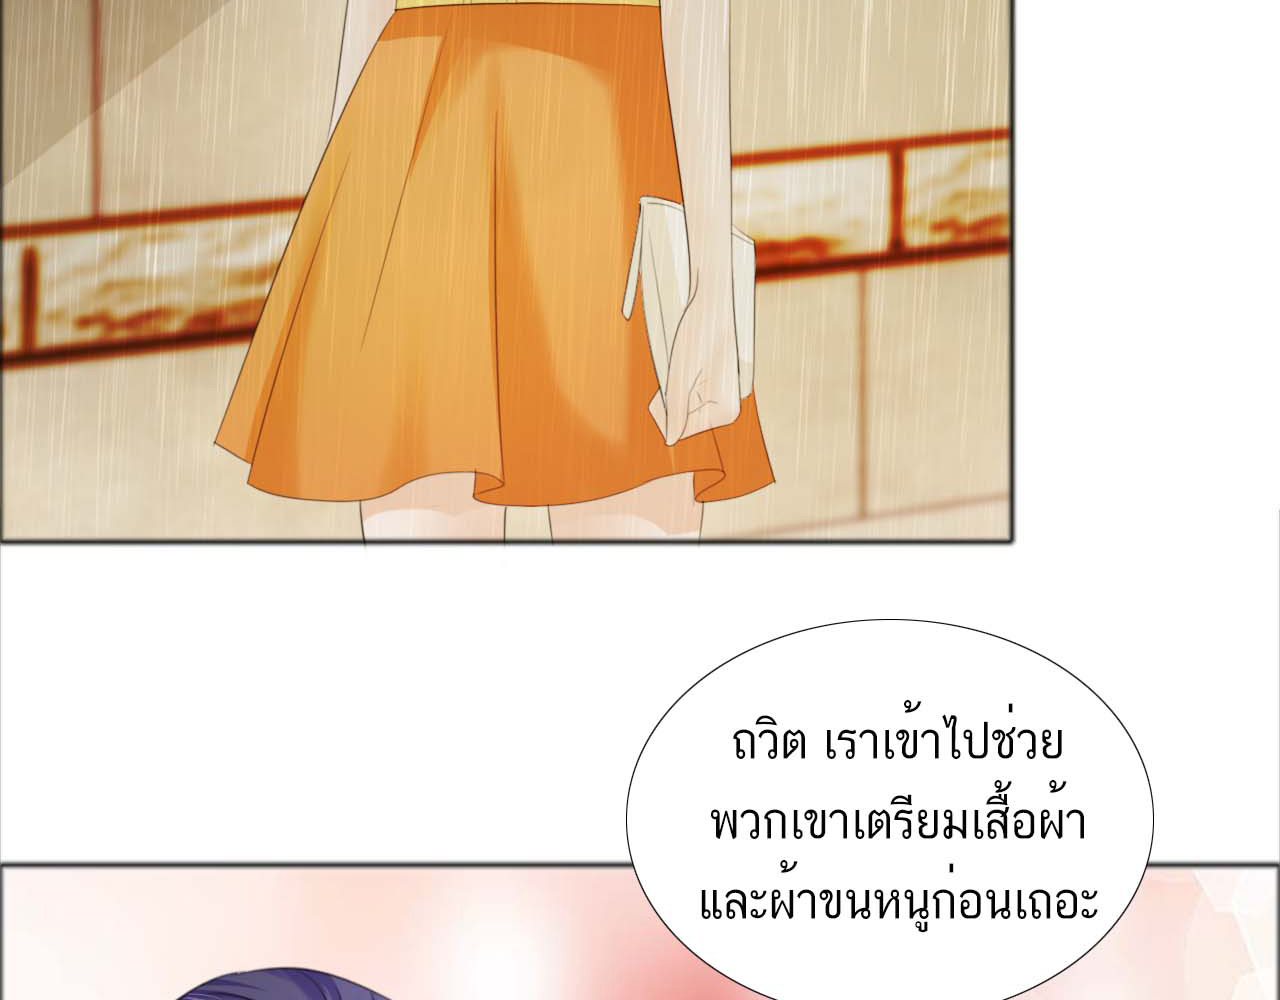 ถวิต เราเข้าไปช่วย
พวกเขาเตรียมเสื้อผ้า
และผ้าขนหนูก่อนเถอะ